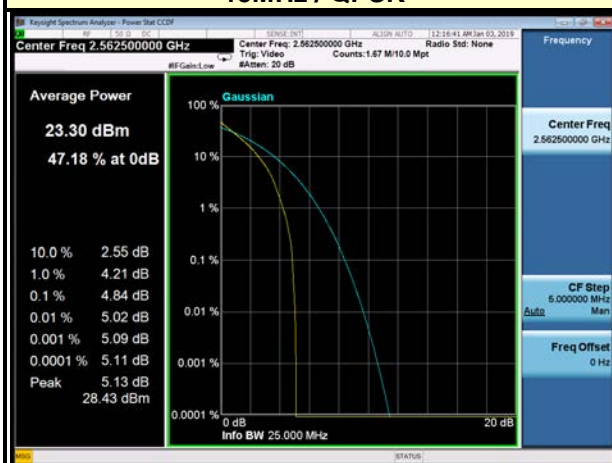 Keysight Spectrum Analyzer - Power Stat CCDF
RF 50 Ω DC SENSE:INT ALIGN AUTO 12:16:41 AM Jan 03, 2019
Center Freq 2.562500000 GHz
Center Freq: 2.562500000 GHz Radio Std: None
Trig: Video Counts:1.67 M/10.0 Mpt
#IFGain:Low #Atten: 20 dB
Frequency
Average Power
23.30 dBm
47.18 % at 0dB
10.0 % 2.55 dB
1.0 % 4.21 dB
0.1 % 4.84 dB
0.01 % 5.02 dB
0.001 % 5.09 dB
0.0001 % 5.11 dB
Peak 5.13 dB
28.43 dBm
Gaussian
100 %
10 %
1 %
0.1 %
0.01 %
0.001 %
0.0001 %
0 dB 20 dB
Info BW 25.000 MHz
Center Freq
2.562500000 GHz
CF Step
5.000000 MHz
Auto Man
Freq Offset
0 Hz
MSG STATUS